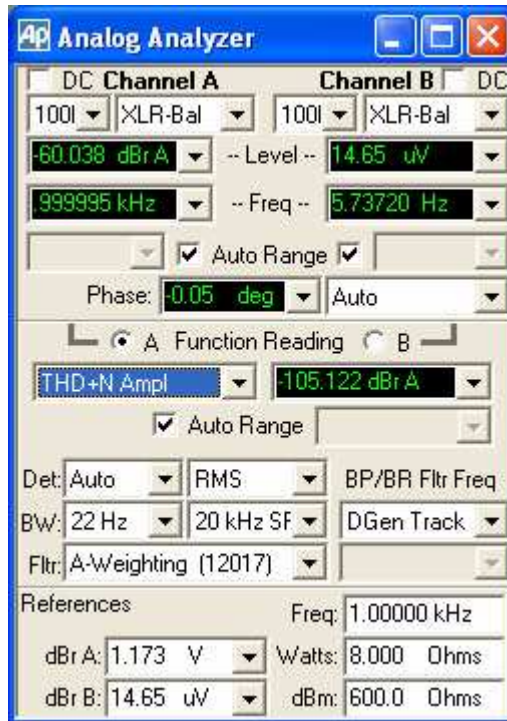 Ap Analog Analyzer
DC Channel A Channel B DC
100k XLR-Bal 100k XLR-Bal
-60.038 dBr A -- Level -- 14.65 uV
.999995 kHz -- Freq -- 5.73720 Hz
Auto Range
Phase: -0.05 deg Auto
A Function Reading B
THD+N Ampl -105.122 dBr A
Auto Range
Det: Auto RMS BP/BR Fltr Freq
BW: 22 Hz 20 kHz SF DGen Track
Fltr: A-Weighting (12017)
References Freq: 1.00000 kHz
dBr A: 1.173 V Watts: 8.000 Ohms
dBr B: 14.65 uV dBm: 600.0 Ohms